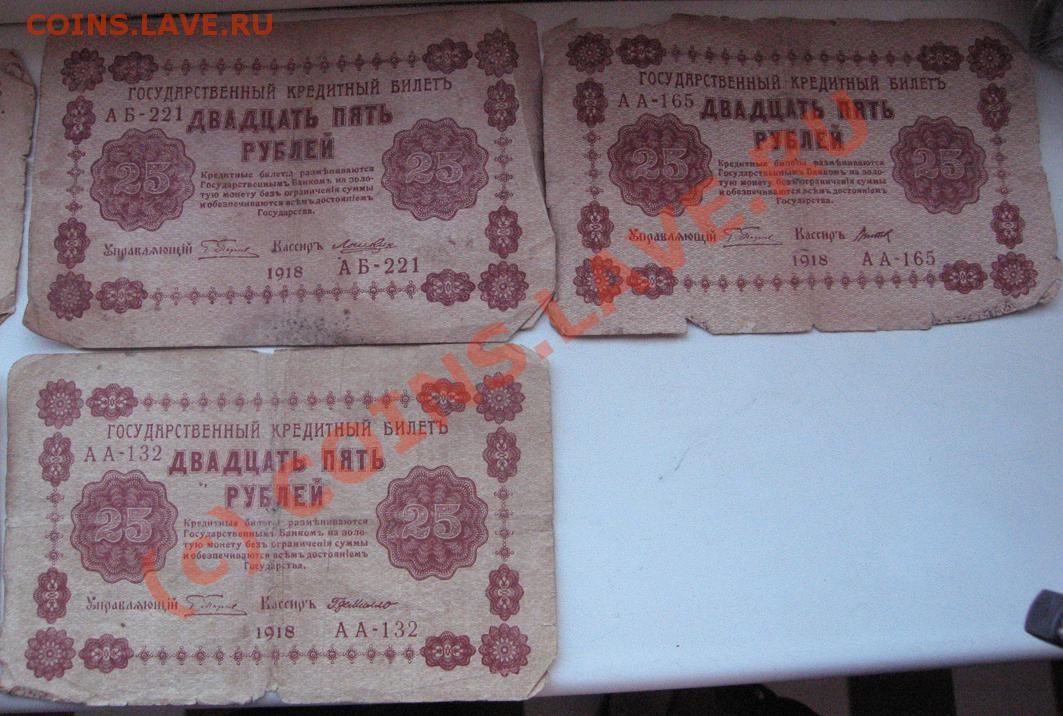 COINS.LAVE.RU
ГОСУДАРСТВЕННЫЙ КРЕДИТНЫЙ БИЛЕТЪ
АБ-221
ДВАДЦАТЬ ПЯТЬ
РУБЛЕЙ
25
25
Кредитные билеты размѣниваются
Государственнымъ Банкомъ на золо-
тую монету безъ ограниченія суммы
и обезпечиваются всѣмъ достояніемъ
Государства.
Управляющій
Кассиръ
1918
АБ-221
ГОСУДАРСТВЕННЫЙ КРЕДИТНЫЙ БИЛЕТЪ
АА-165
ДВАДЦАТЬ ПЯТЬ
РУБЛЕЙ
25
25
Кредитные билеты размѣниваются
Государственнымъ Банкомъ на золо-
тую монету безъ ограниченія суммы
и обезпечиваются всѣмъ достояніемъ
Государства.
Управляющій
Кассиръ
1918
АА-165
ГОСУДАРСТВЕННЫЙ КРЕДИТНЫЙ БИЛЕТЪ
АА-132
ДВАДЦАТЬ ПЯТЬ
РУБЛЕЙ
25
25
Кредитные билеты размѣниваются
Государственнымъ Банкомъ на золо-
тую монету безъ ограниченія суммы
и обезпечиваются всѣмъ достояніемъ
Государства.
Управляющій
Кассиръ
1918
АА-132
(c)COINS.LAVE.RU